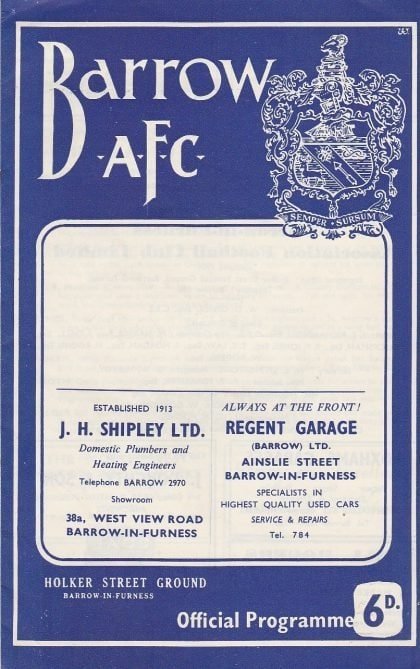 Barrow
A.F.C.
SEMPER SURSUM
ESTABLISHED 1913
J. H. SHIPLEY LTD.
Domestic Plumbers and
Heating Engineers
Telephone BARROW 2970
Showroom
38a, WEST VIEW ROAD
BARROW-IN-FURNESS
ALWAYS AT THE FRONT!
REGENT GARAGE
(BARROW) LTD.
AINSLIE STREET
BARROW-IN-FURNESS
SPECIALISTS IN
HIGHEST QUALITY USED CARS
SERVICE & REPAIRS
Tel. 784
HOLKER STREET GROUND
BARROW-IN-FURNESS
Official Programme
6D.